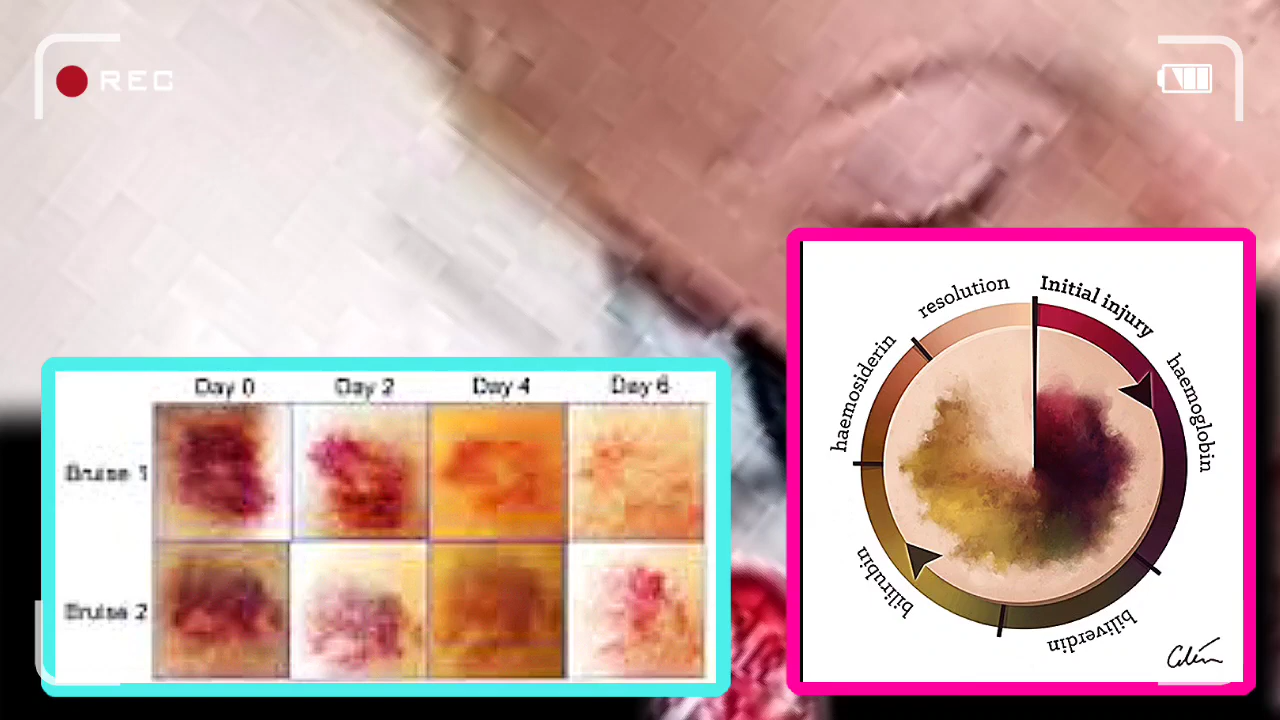 REC
Day 0 Day 2 Day 4 Day 6
Bruise 1
Bruise 2
Initial injury
haemoglobin
biliverdin
bilirubin
haemosiderin
resolution